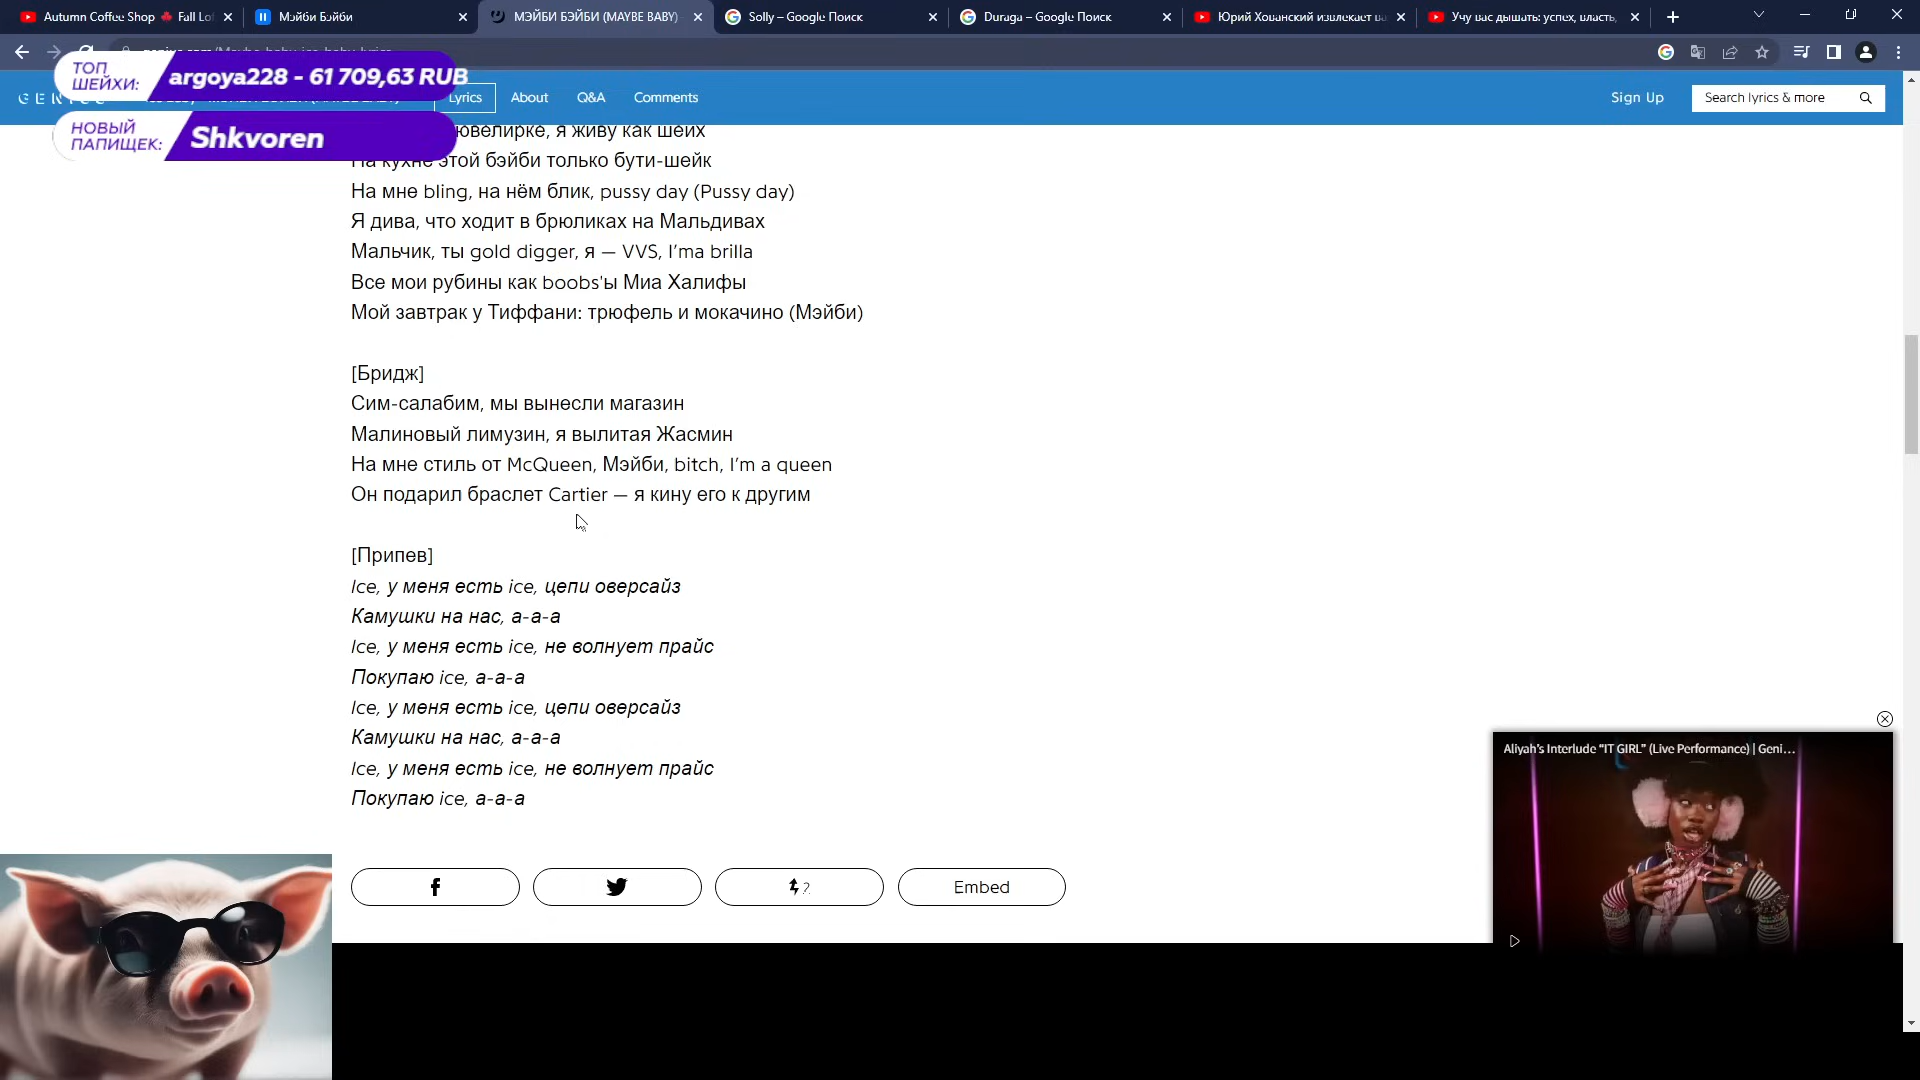 Autumn Coffee Shop 🍁 Fall Lo
Мэйби Бэйби
МЭЙБИ БЭЙБИ (MAYBE BABY)
Solly – Google Поиск
Duraga – Google Поиск
Юрий Хованский извлекает ва
Учу вас дышать: успех, власть,
ТОП ШЕЙХИ:
argoya228 - 61 709,63 RUB
НОВЫЙ ПАПИЩЕК:
Shkvoren
Lyrics
About
Q&A
Comments
Sign Up
Search lyrics & more
ювелирке, я живу как шейх
На кухне этой бэйби только бути-шейк
На мне bling, на нём блик, pussy day (Pussy day)
Я дива, что ходит в брюликах на Мальдивах
Мальчик, ты gold digger, я — VVS, I'ma brilla
Все мои рубины как boobs'ы Миа Халифы
Мой завтрак у Тиффани: трюфель и мокачино (Мэйби)
[Бридж]
Сим-салабим, мы вынесли магазин
Малиновый лимузин, я вылитая Жасмин
На мне стиль от McQueen, Мэйби, bitch, I'm a queen
Он подарил браслет Cartier — я кину его к другим
[Припев]
Ice, у меня есть ice, цепи оверсайз
Камушки на нас, а-а-а
Ice, у меня есть ice, не волнует прайс
Покупаю ice, а-а-а
Ice, у меня есть ice, цепи оверсайз
Камушки на нас, а-а-а
Ice, у меня есть ice, не волнует прайс
Покупаю ice, а-а-а
2
Embed
Aliyah's Interlude “IT GIRL” (Live Performance) | Geni...